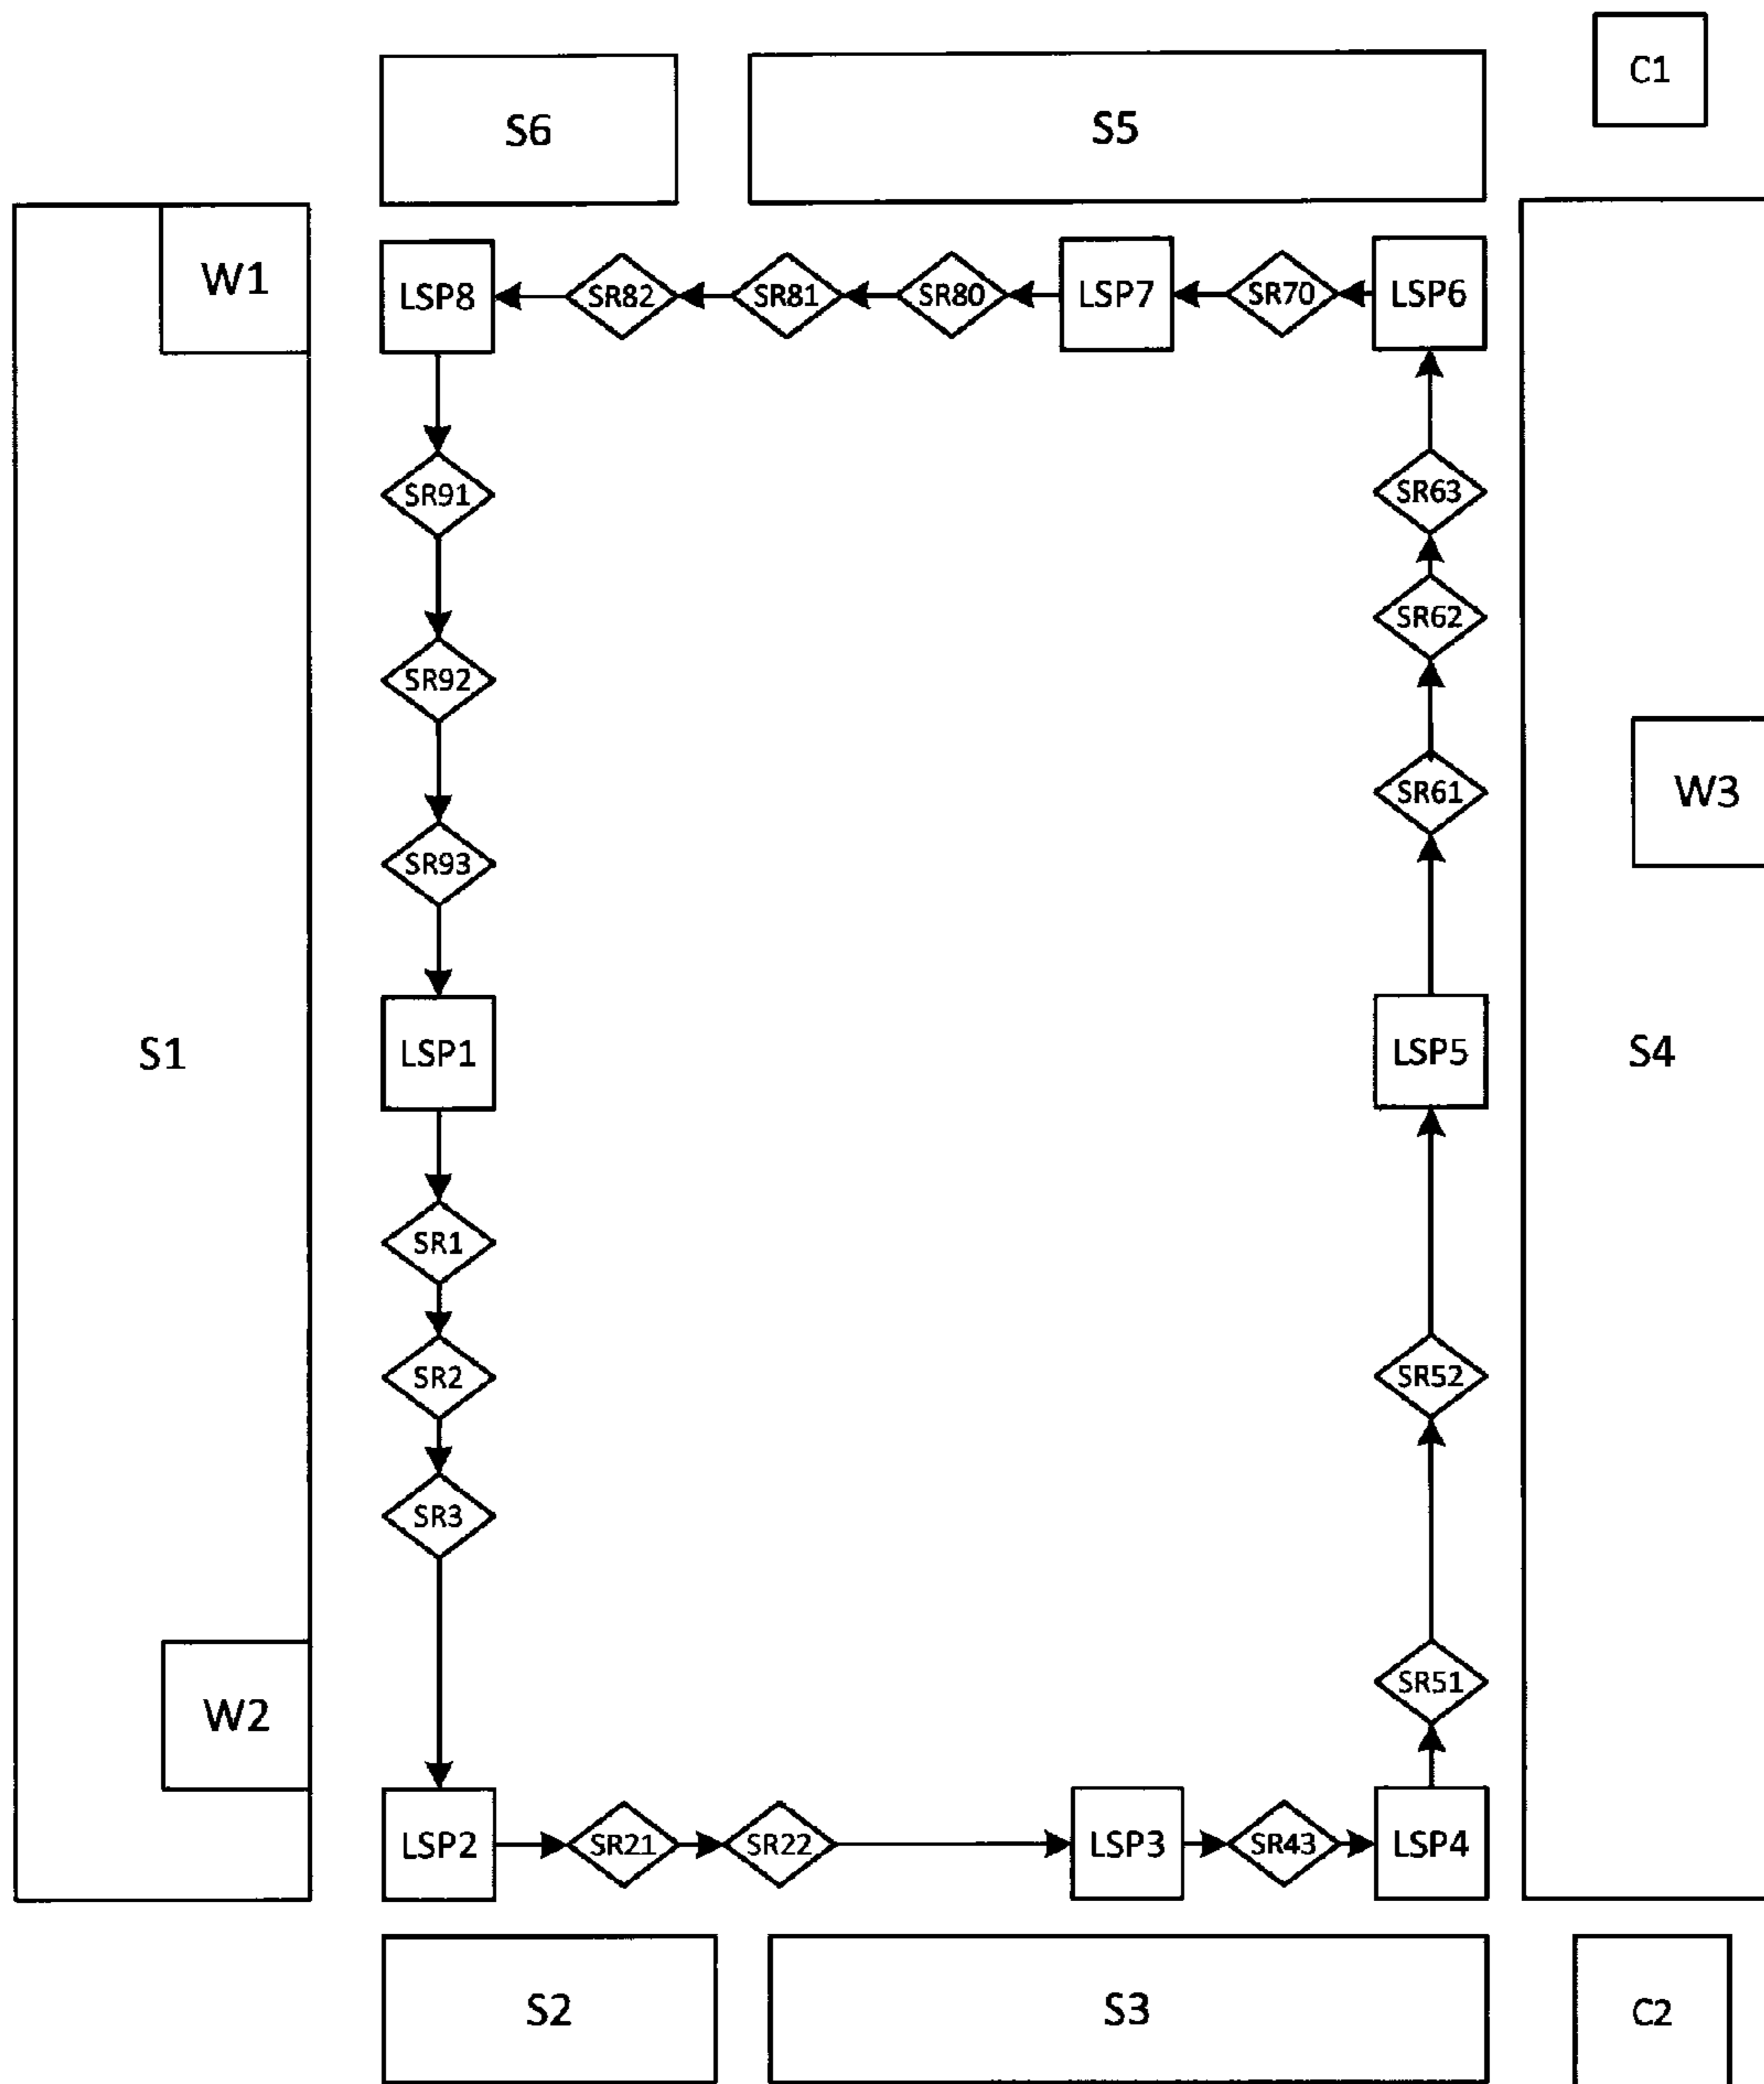 C1
S6
S5
W1
LSP8
SR82
SR81
SR80
LSP7
SR70
LSP6
SR91
SR63
SR62
SR92
W3
SR61
SR93
S1
LSP1
LSP5
S4
SR1
SR2
SR52
SR3
SR51
W2
LSP2
SR21
SR22
LSP3
SR43
LSP4
S2
S3
C2